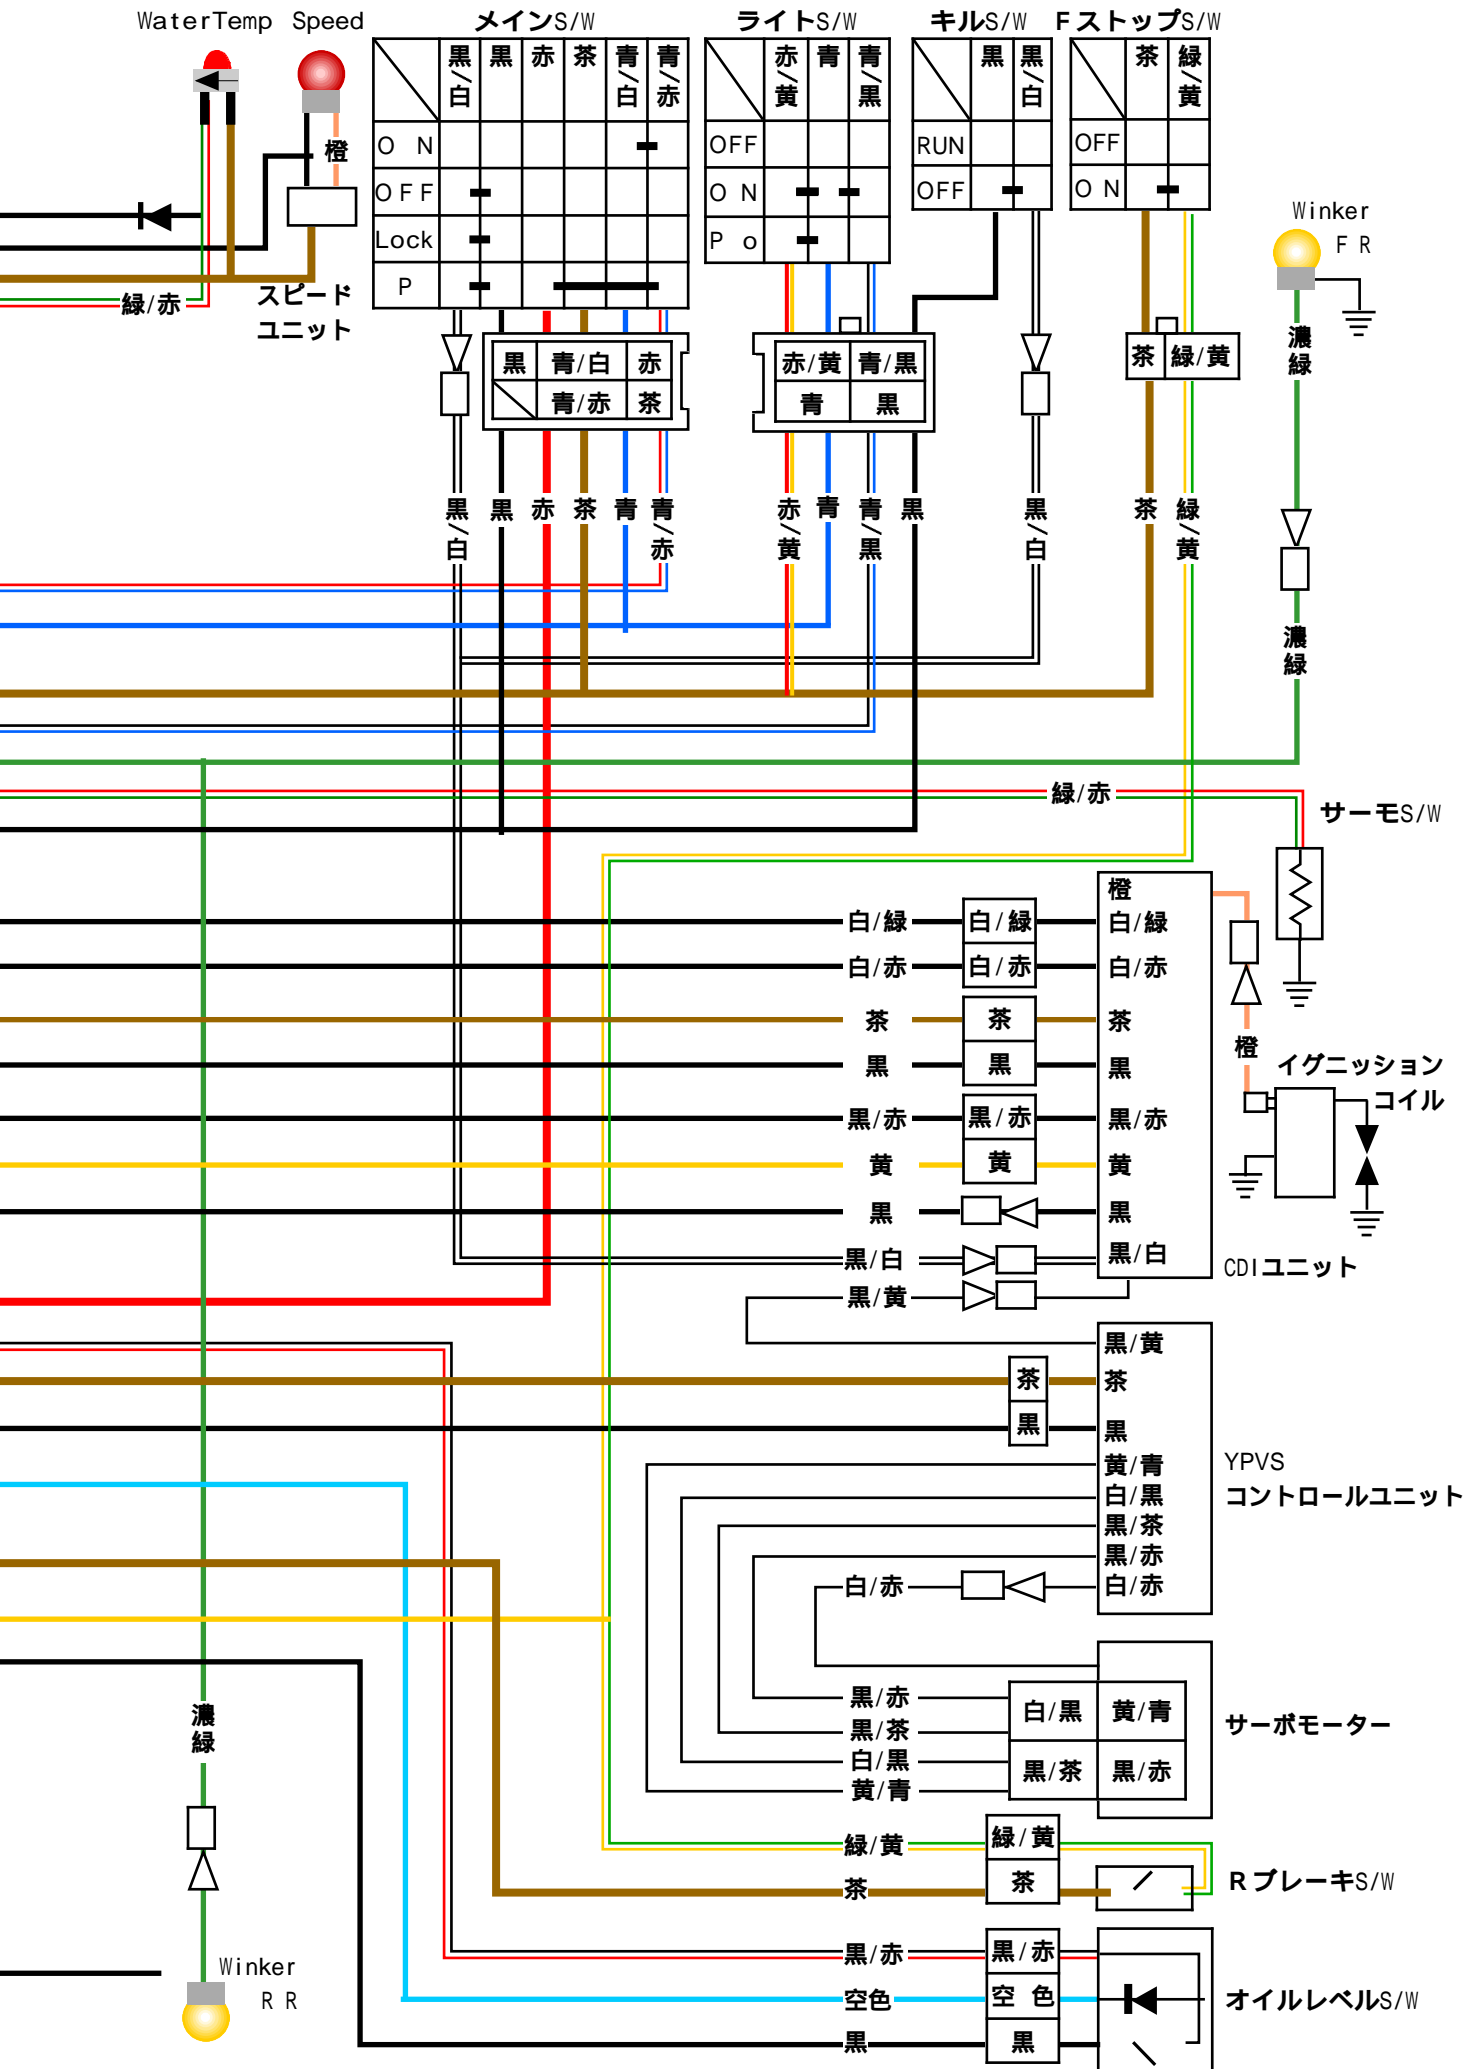 WaterTemp Speed メインS/W ライトS/W キルS/W FストップS/W
黒/白 黒 赤 茶 青/白 青/赤
赤/黄 青 青/黒
黒 黒/白
茶 緑/黄
橙
ON
OFF
Lock
P
OFF
ON
Po
RUN
OFF
OFF
ON
Winker
FR
緑/赤
スピード
ユニット
黒 青/白 赤
青/赤 茶
赤/黄 青/黒
青 黒
茶 緑/黄
濃緑
黒/白 黒 赤 茶 青 青/赤 赤/黄 青 青/黒 黒 黒/白 茶 緑/黄
濃緑
緑/赤
サーモS/W
橙
白/緑 白/緑 白/緑
白/赤 白/赤 白/赤
茶 茶 茶
黒 黒 黒
橙
イグニッション
コイル
黒/赤 黒/赤 黒/赤
黄 黄 黄
黒 黒
黒/白 黒/白
CDIユニット
黒/黄
黒/黄
茶 茶
黒 黒
黄/青
白/黒
黒/茶
黒/赤
白/赤 白/赤
YPVS
コントロールユニット
黒/赤
黒/茶
白/黒
黄/青
白/黒 黄/青
黒/茶 黒/赤
サーボモーター
濃緑
緑/黄 緑/黄
茶 茶
RブレーキS/W
黒/赤 黒/赤
空色 空色
黒 黒
オイルレベルS/W
Winker
RR